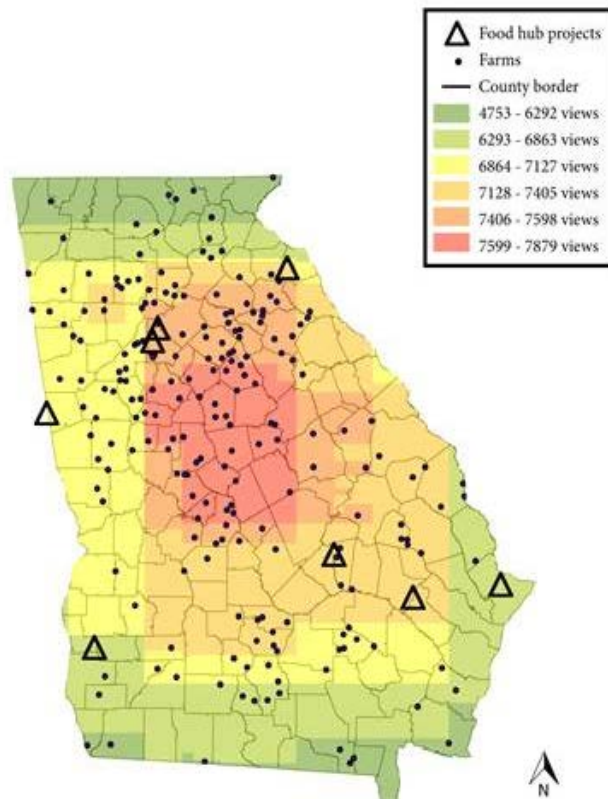 Food hub projects
Farms
County border
4753 - 6292 views
6293 - 6863 views
6864 - 7127 views
7128 - 7405 views
7406 - 7598 views
7599 - 7879 views
N